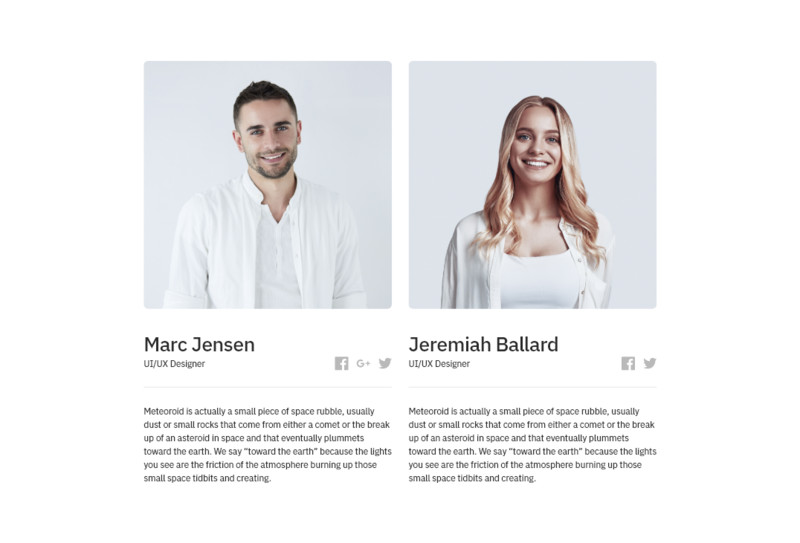 Marc Jensen
UI/UX Designer
G+
Meteoroid is actually a small piece of space rubble, usually
dust or small rocks that come from either a comet or the break
up of an asteroid in space and that eventually plummets
toward the earth. We say “toward the earth” because the lights
you see are the friction of the atmosphere burning up those
small space tidbits and creating.
Jeremiah Ballard
UI/UX Designer
Meteoroid is actually a small piece of space rubble, usually
dust or small rocks that come from either a comet or the break
up of an asteroid in space and that eventually plummets
toward the earth. We say “toward the earth” because the lights
you see are the friction of the atmosphere burning up those
small space tidbits and creating.